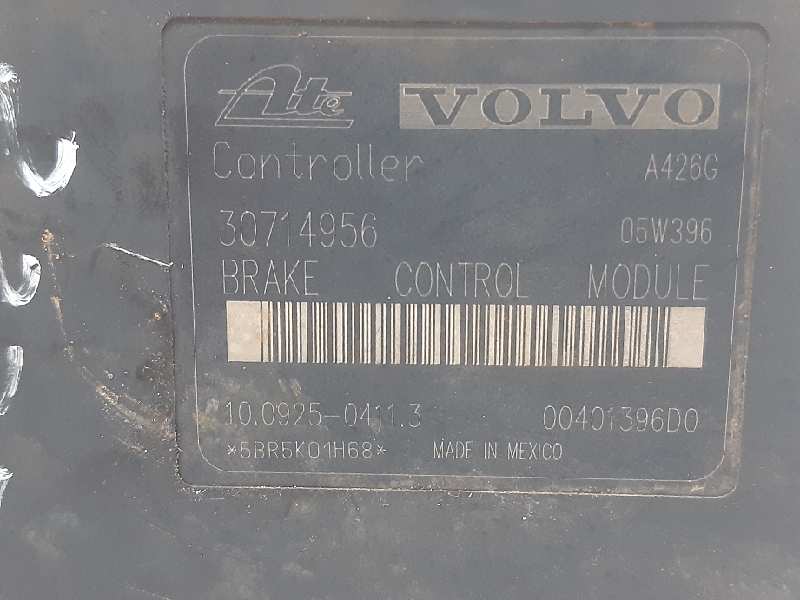 Ate VOLVO
Controller A426G
30714956 05W396
BRAKE CONTROL MODULE
10.0925-0411.3 00401396D0
*5BR5K01H68* MADE IN MEXICO